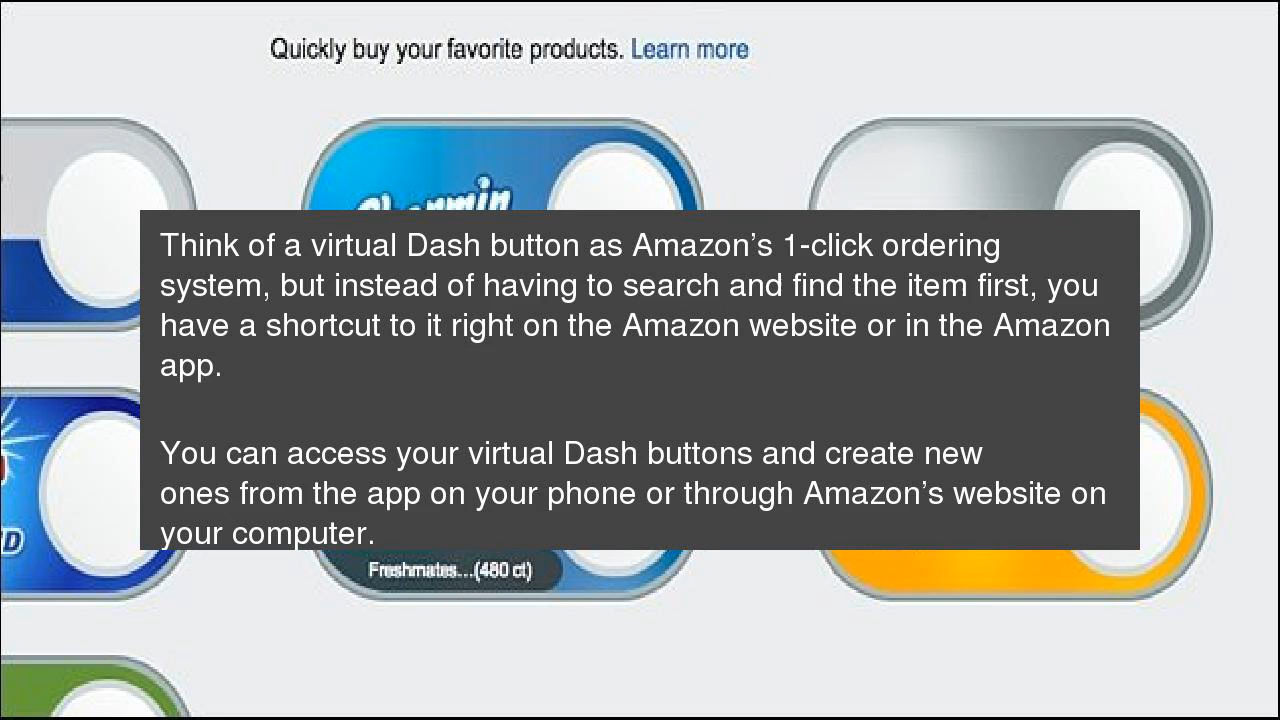 Quickly buy your favorite products. Learn more
Think of a virtual Dash button as Amazon’s 1-click ordering
system, but instead of having to search and find the item first, you
have a shortcut to it right on the Amazon website or in the Amazon
app.
You can access your virtual Dash buttons and create new
ones from the app on your phone or through Amazon’s website on
your computer.
Freshmates...(480 ct)